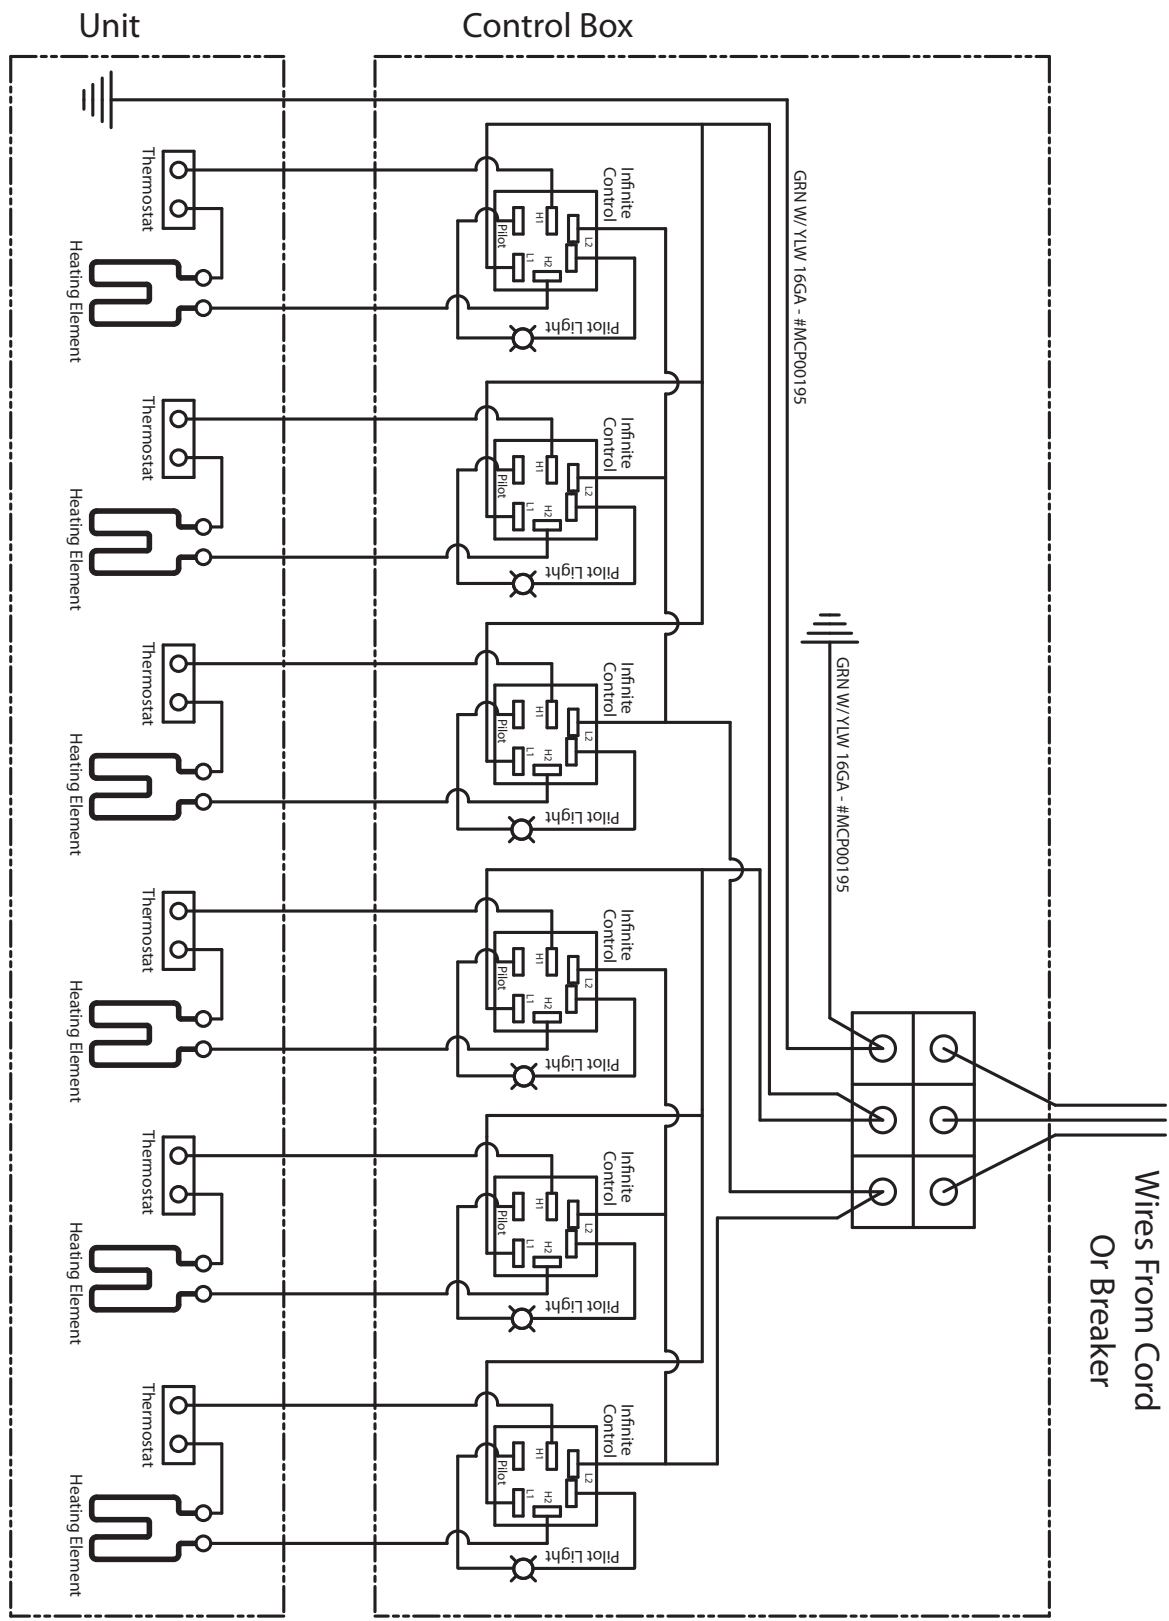 Unit
Control Box
GRN W/ YLW 16GA - #MCP00195
GRN W/ YLW 16GA - #MCP00195
Wires From Cord
Or Breaker
Thermostat
Heating Element
Infinite
Control
L2
H1
Pilot
L1
H2
Pilot Light
Thermostat
Heating Element
Infinite
Control
L2
H1
Pilot
L1
H2
Pilot Light
Thermostat
Heating Element
Infinite
Control
L2
H1
Pilot
L1
H2
Pilot Light
Thermostat
Heating Element
Infinite
Control
L2
H1
Pilot
L1
H2
Pilot Light
Thermostat
Heating Element
Infinite
Control
L2
H1
Pilot
L1
H2
Pilot Light
Thermostat
Heating Element
Infinite
Control
L2
H1
Pilot
L1
H2
Pilot Light